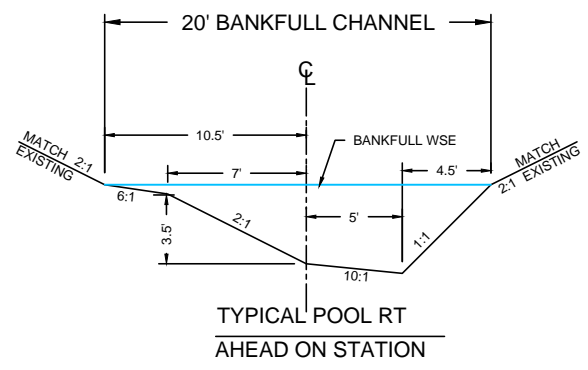 20' BANKFULL CHANNEL
℄
10.5'
BANKFULL WSE
MATCH
EXISTING
2:1
7'
4.5'
MATCH
EXISTING
2:1
6:1
5'
3.5'
2:1
1:1
10:1
TYPICAL POOL RT
AHEAD ON STATION